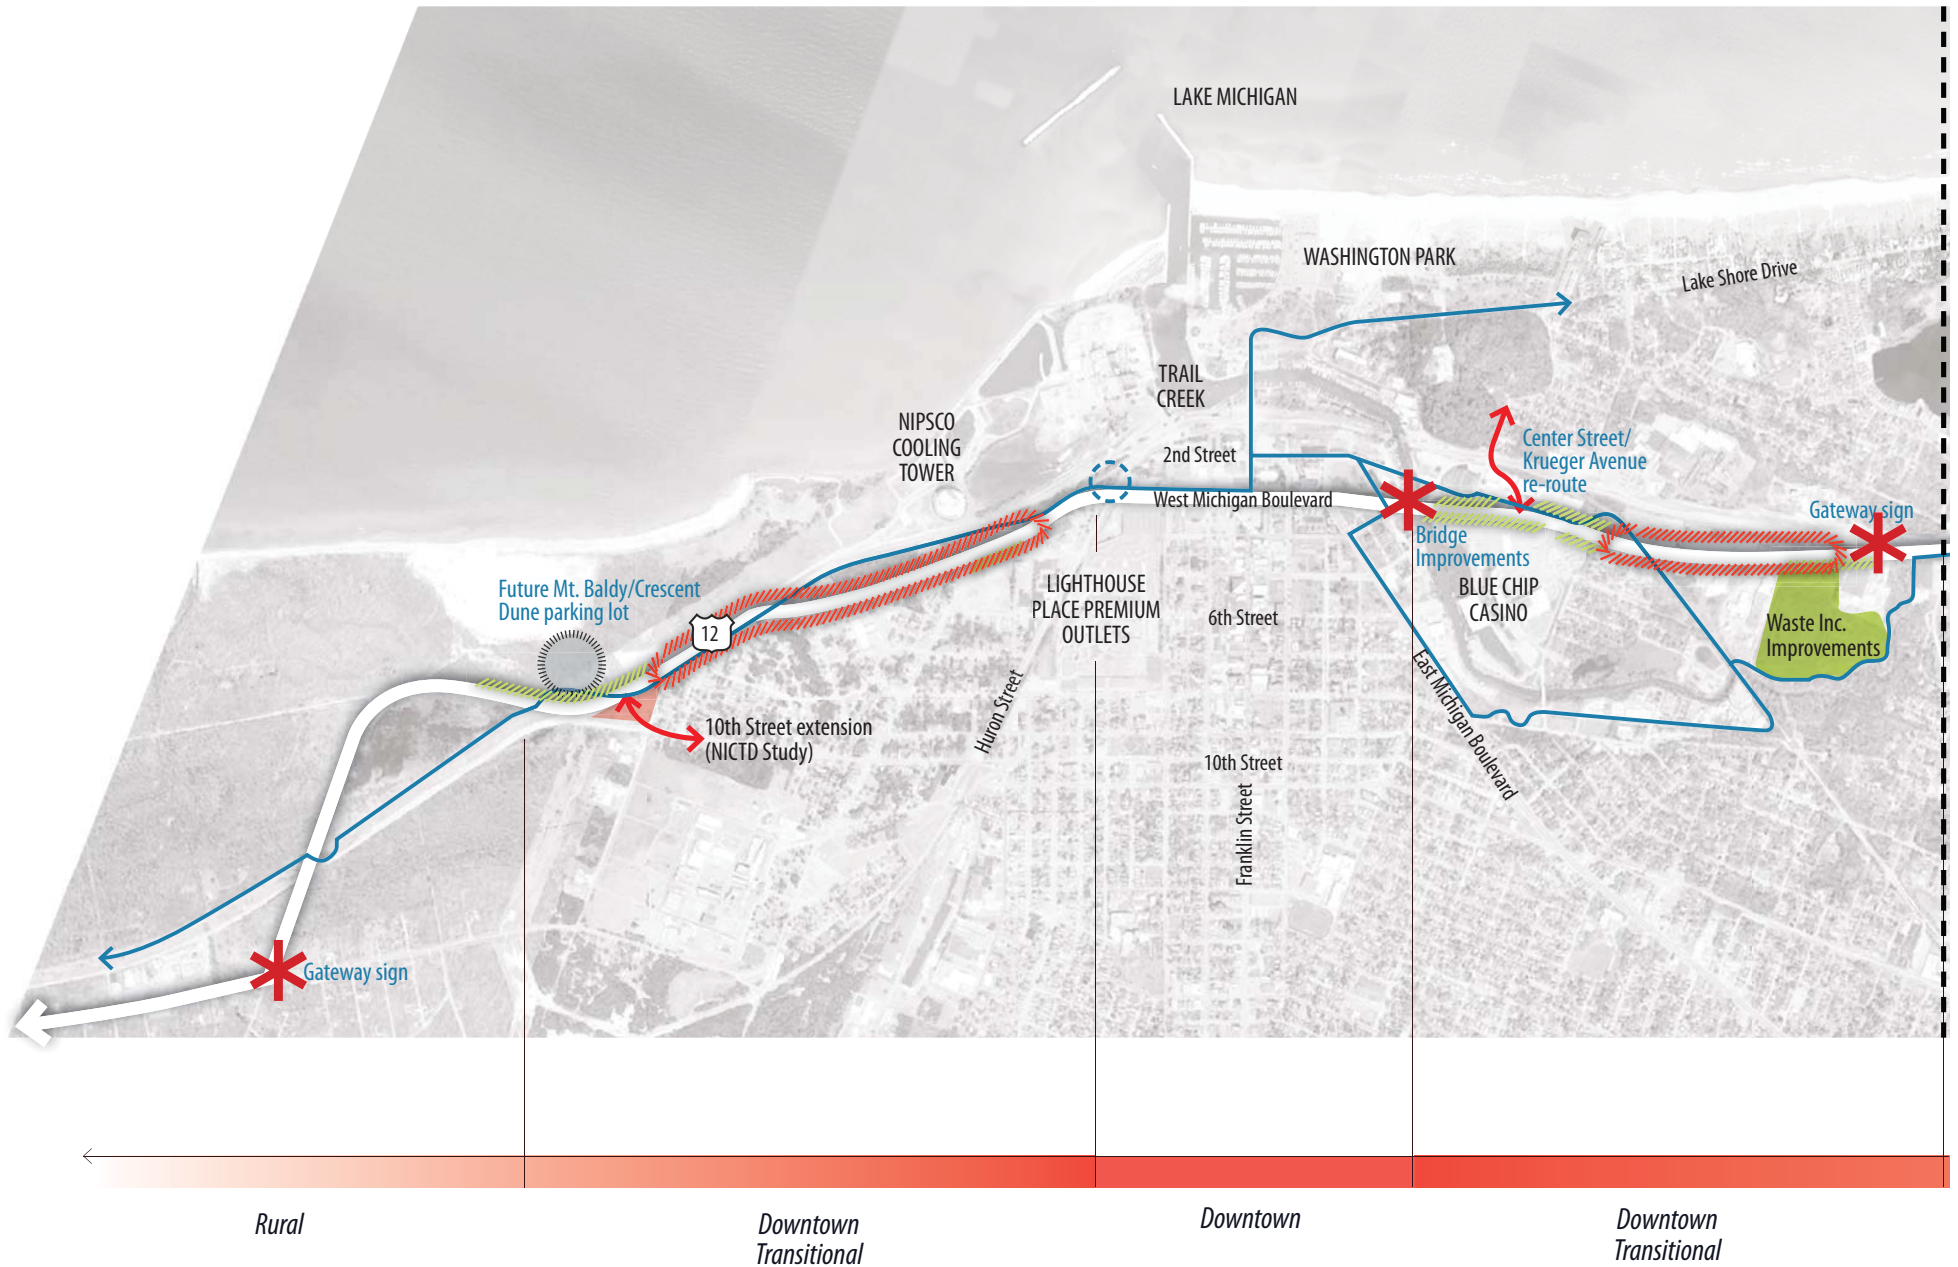 LAKE MICHIGAN
WASHINGTON PARK
Lake Shore Drive
TRAIL
CREEK
NIPSCO
COOLING
TOWER
2nd Street
Center Street/
Krueger Avenue
re-route
West Michigan Boulevard
Gateway sign
Bridge
Improvements
BLUE CHIP
CASINO
Future Mt. Baldy/Crescent
Dune parking lot
LIGHTHOUSE
PLACE PREMIUM
OUTLETS
6th Street
12
Waste Inc.
Improvements
East Michigan Boulevard
Huron Street
10th Street extension
(NICTD Study)
10th Street
Franklin Street
Gateway sign
Rural
Downtown
Transitional
Downtown
Downtown
Transitional